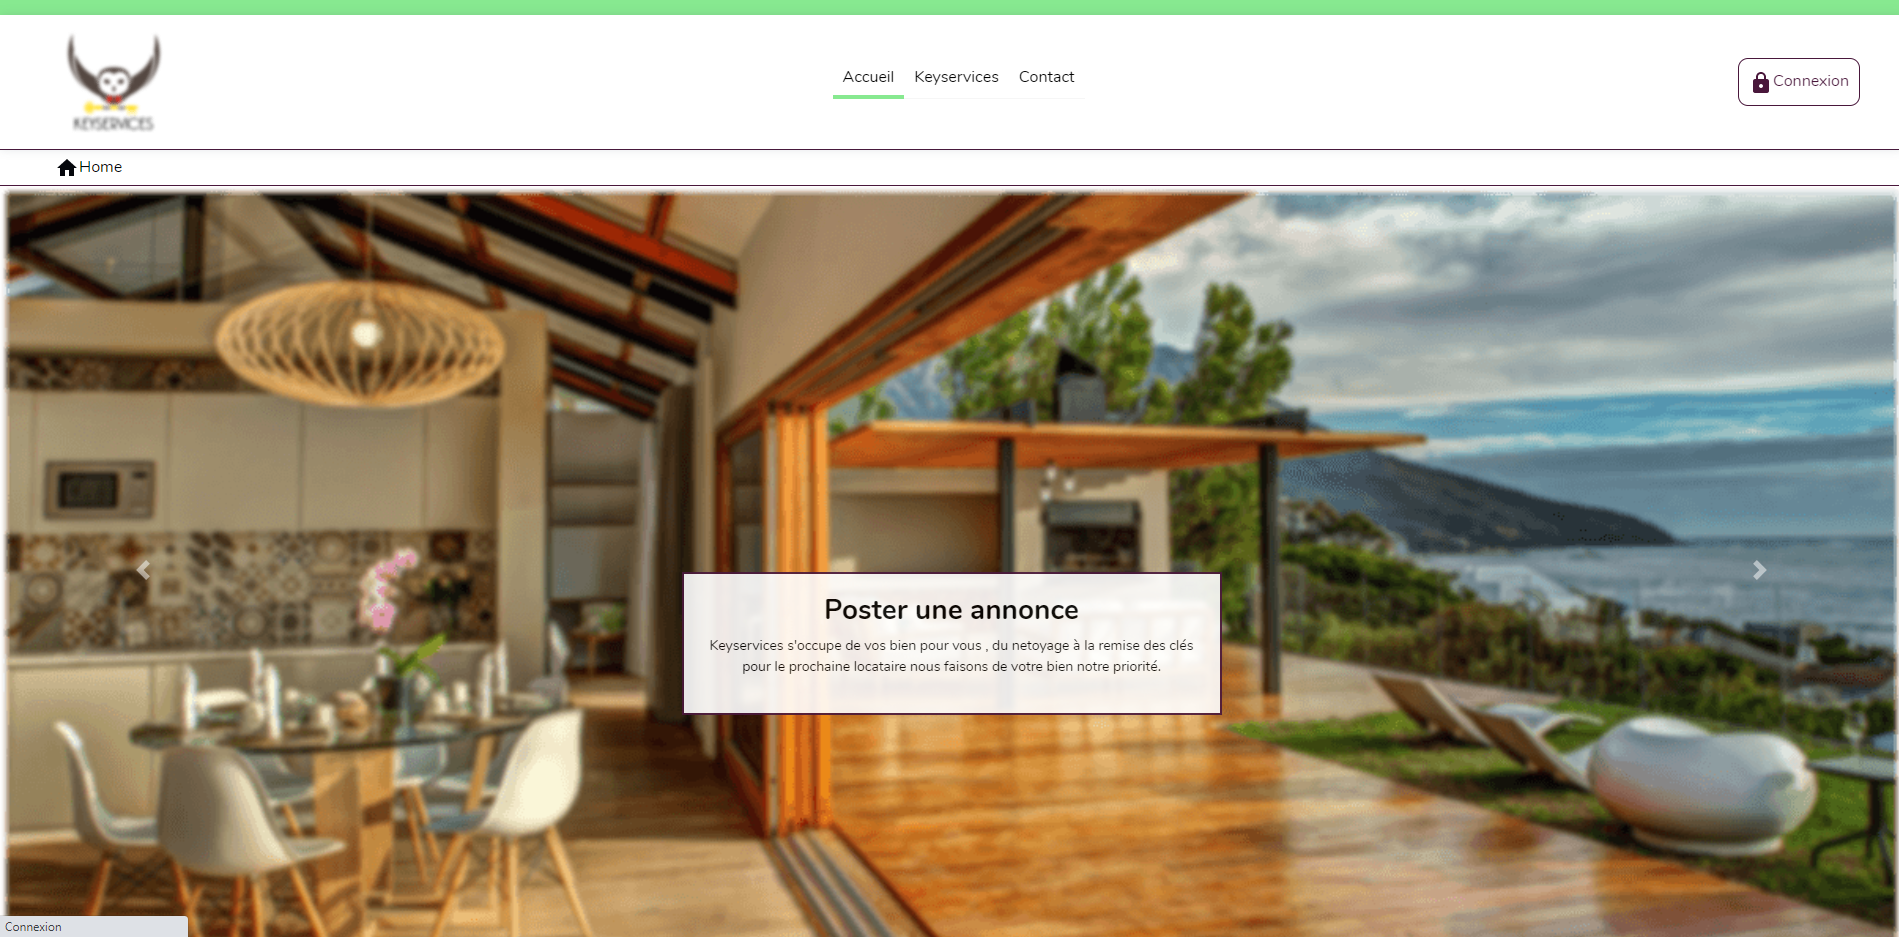 KEYSERVICES
Accueil Keyservices Contact
Connexion
Home
Poster une annonce
Keyservices s'occupe de vos bien pour vous , du netoyage à la remise des clés
pour le prochaine locataire nous faisons de votre bien notre priorité.
Connexion